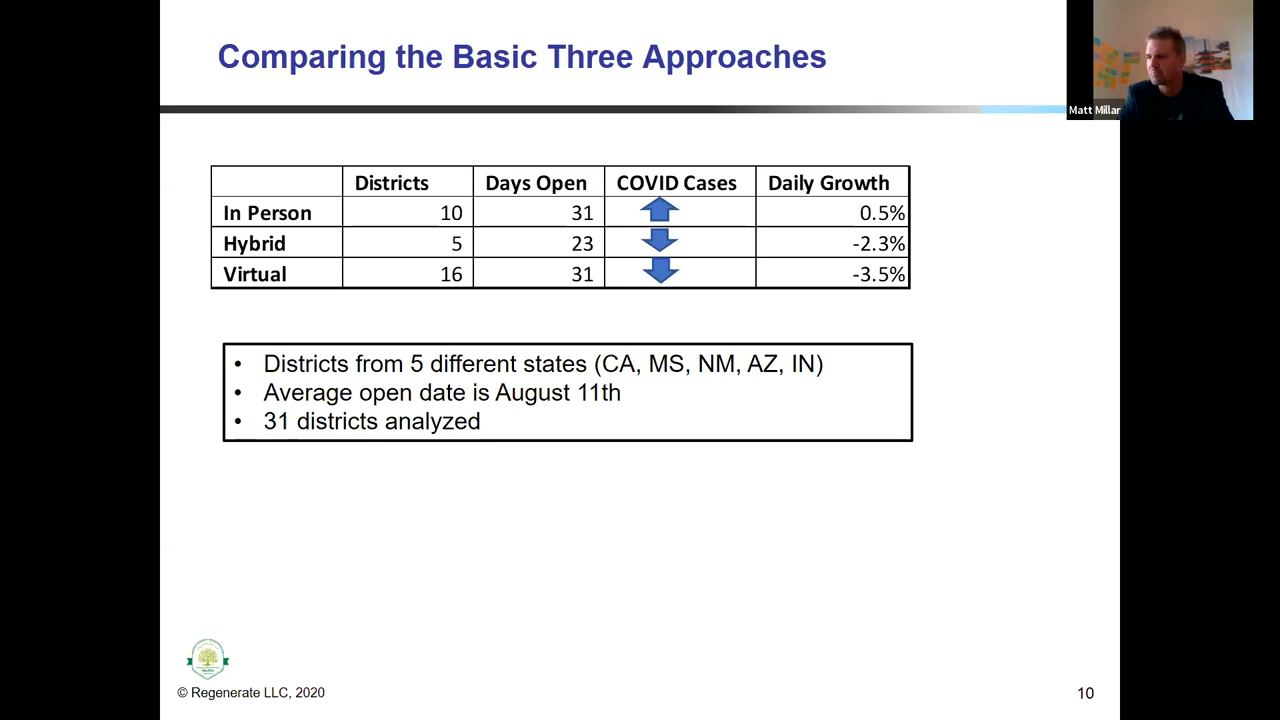 Comparing the Basic Three Approaches
Matt Millar
Districts Days Open COVID Cases Daily Growth
In Person 10 31 0.5%
Hybrid 5 23 -2.3%
Virtual 16 31 -3.5%
• Districts from 5 different states (CA, MS, NM, AZ, IN)
• Average open date is August 11th
• 31 districts analyzed
© Regenerate LLC, 2020
10